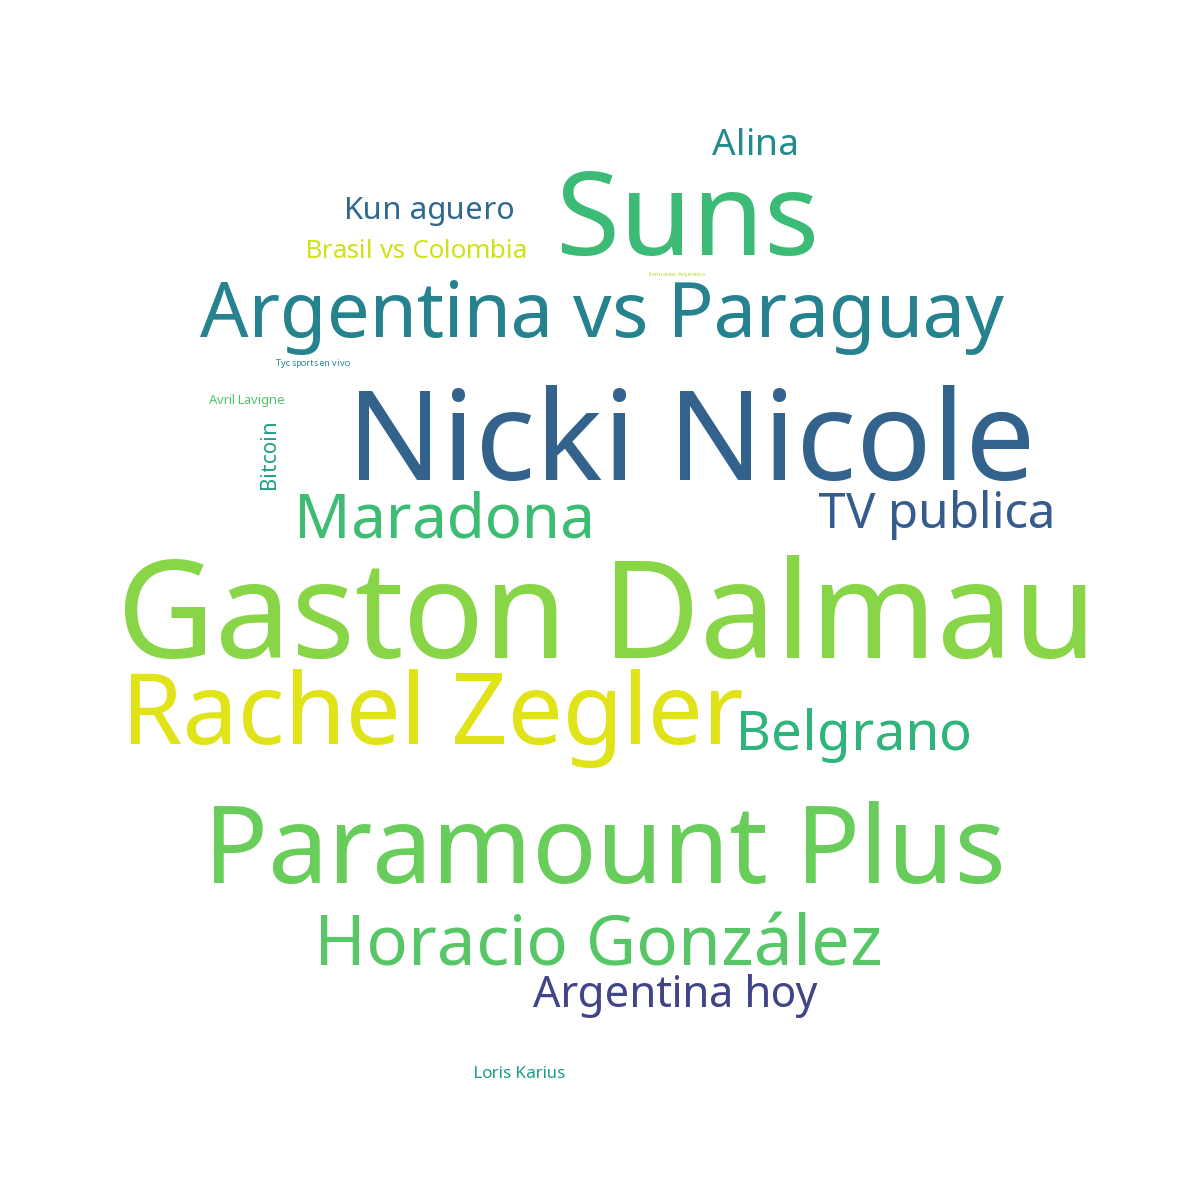 Alina
Suns
Kun aguero
Brasil vs Colombia
Formacion Argentina
Argentina vs Paraguay
Tyc sports en vivo
Avril Lavigne
Nicki Nicole
Bitcoin
Maradona
TV publica
Gaston Dalmau
Rachel Zegler
Belgrano
Paramount Plus
Horacio González
Argentina hoy
Loris Karius